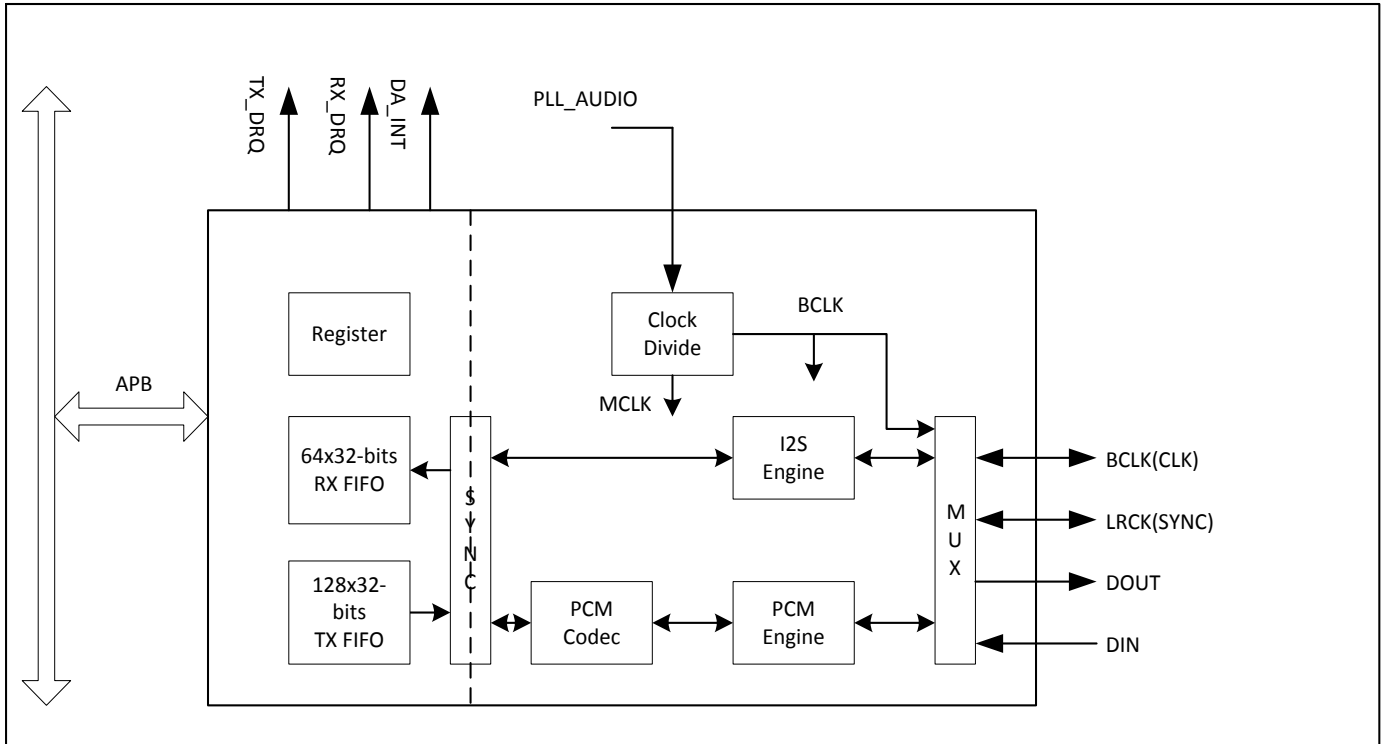 TX_DRQ
RX_DRQ
DA_INT
PLL_AUDIO
Register
Clock
Divide
BCLK
APB
MCLK
64x32-bits
RX FIFO
S
Y
N
C
I2S
Engine
M
U
X
BCLK(CLK)
LRCK(SYNC)
DOUT
DIN
128x32-
bits
TX FIFO
PCM
Codec
PCM
Engine